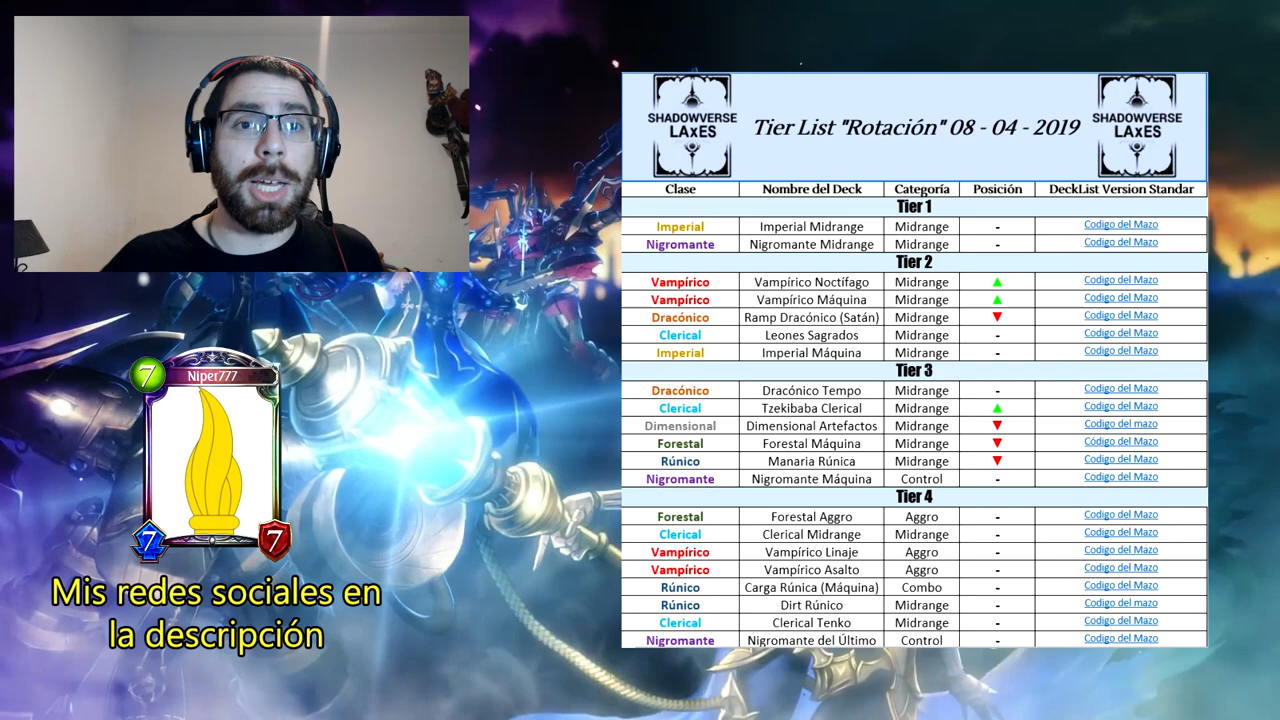 SHADOWVERSE
LAxES
Tier List "Rotación" 08 - 04 - 2019
SHADOWVERSE
LAxES
Clase Nombre del Deck Categoría Posición DeckList Version Standar
Tier 1
Imperial Imperial Midrange Midrange - Codigo del Mazo
Nigromante Nigromante Midrange Midrange - Codigo del Mazo
Tier 2
Vampírico Vampírico Noctífago Midrange ▲ Codigo del Mazo
Vampírico Vampírico Máquina Midrange ▲ Codigo del Mazo
Dracónico Ramp Dracónico (Satán) Midrange ▼ Codigo del Mazo
Clerical Leones Sagrados Midrange - Codigo del Mazo
Imperial Imperial Máquina Midrange - Codigo del Mazo
Tier 3
Dracónico Dracónico Tempo Midrange - Codigo del Mazo
Clerical Tzekibaba Clerical Midrange ▲ Codigo del Mazo
Dimensional Dimensional Artefactos Midrange ▼ Codigo del mazo
Forestal Forestal Máquina Midrange ▼ Código del Mazo
Rúnico Manaria Rúnica Midrange ▼ Codigo del Mazo
Nigromante Nigromante Máquina Control - Codigo del Mazo
Tier 4
Forestal Forestal Aggro Aggro - Codigo del Mazo
Clerical Clerical Midrange Midrange - Codigo del Mazo
Vampírico Vampírico Linaje Aggro - Codigo del Mazo
Vampírico Vampírico Asalto Aggro - Codigo del Mazo
Rúnico Carga Rúnica (Máquina) Combo - Codigo del Mazo
Rúnico Dirt Rúnico Midrange - Codigo del mazo
Clerical Clerical Tenko Midrange - Codigo del Mazo
Nigromante Nigromante del Último Control - Codigo del Mazo
7
Niper777
7
7
Mis redes sociales en
la descripción